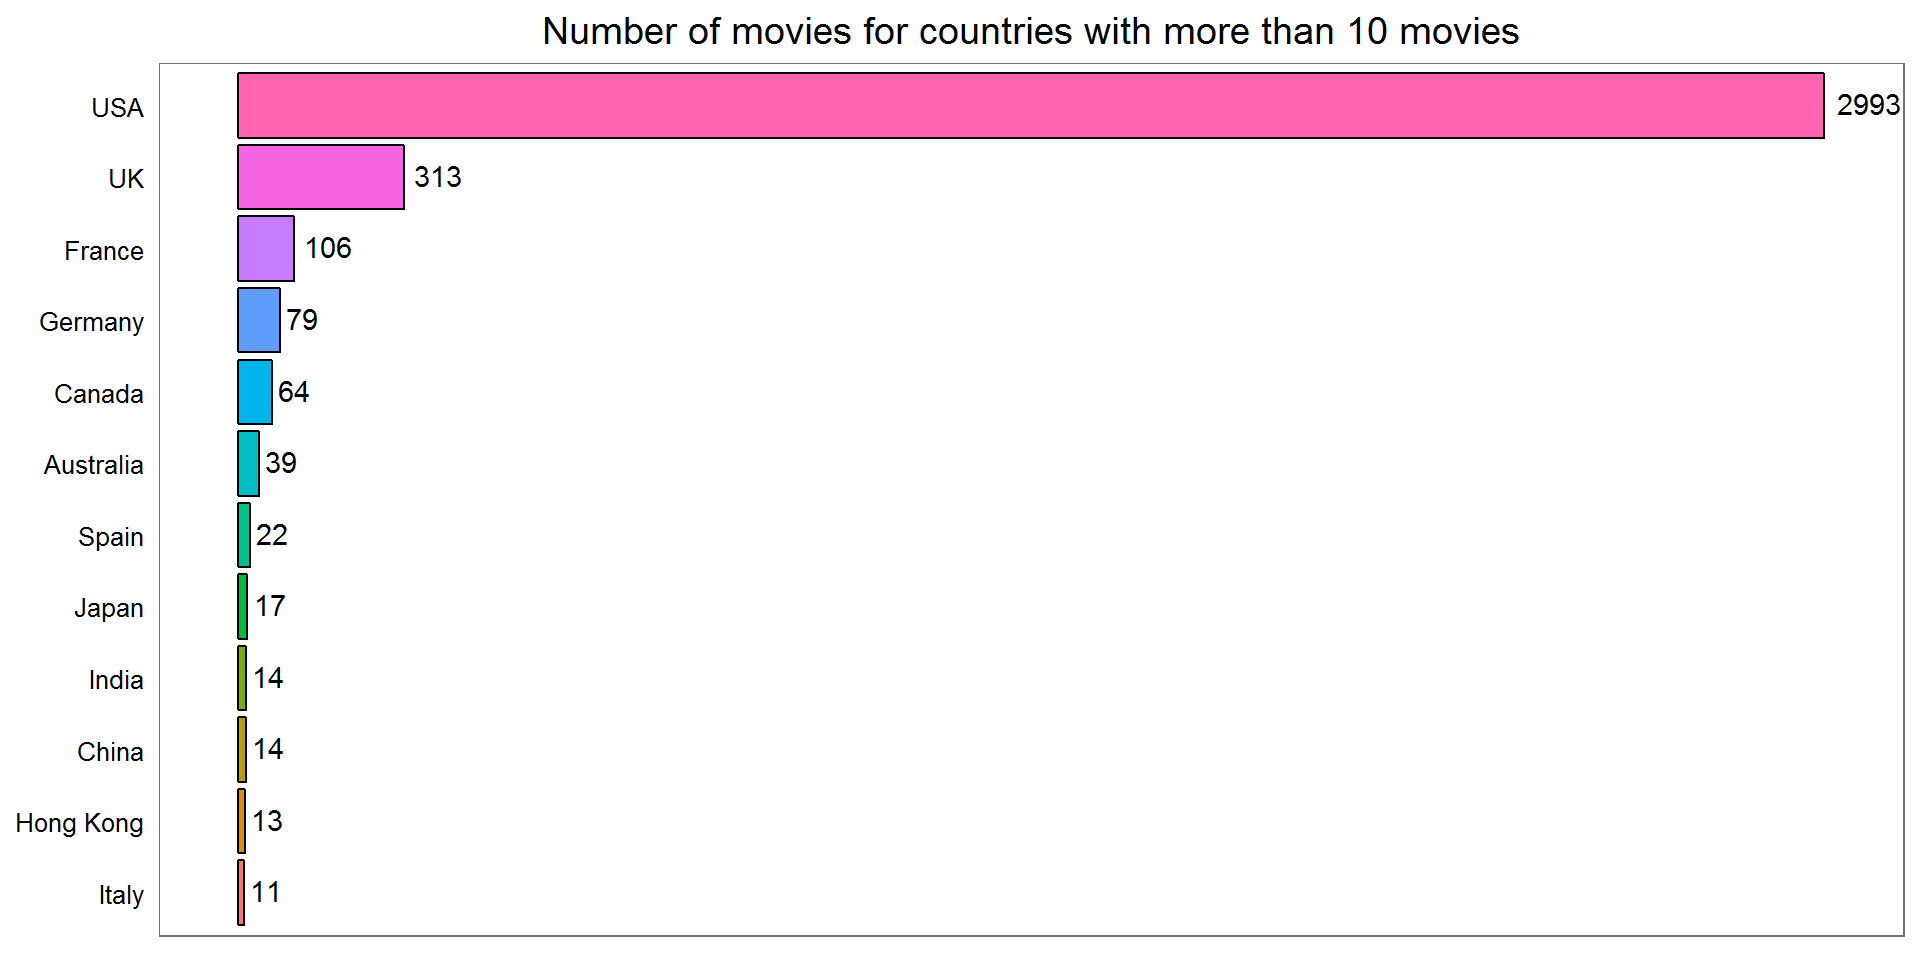 Number of movies for countries with more than 10 movies
USA 2993
UK 313
France 106
Germany 79
Canada 64
Australia 39
Spain 22
Japan 17
India 14
China 14
Hong Kong 13
Italy 11